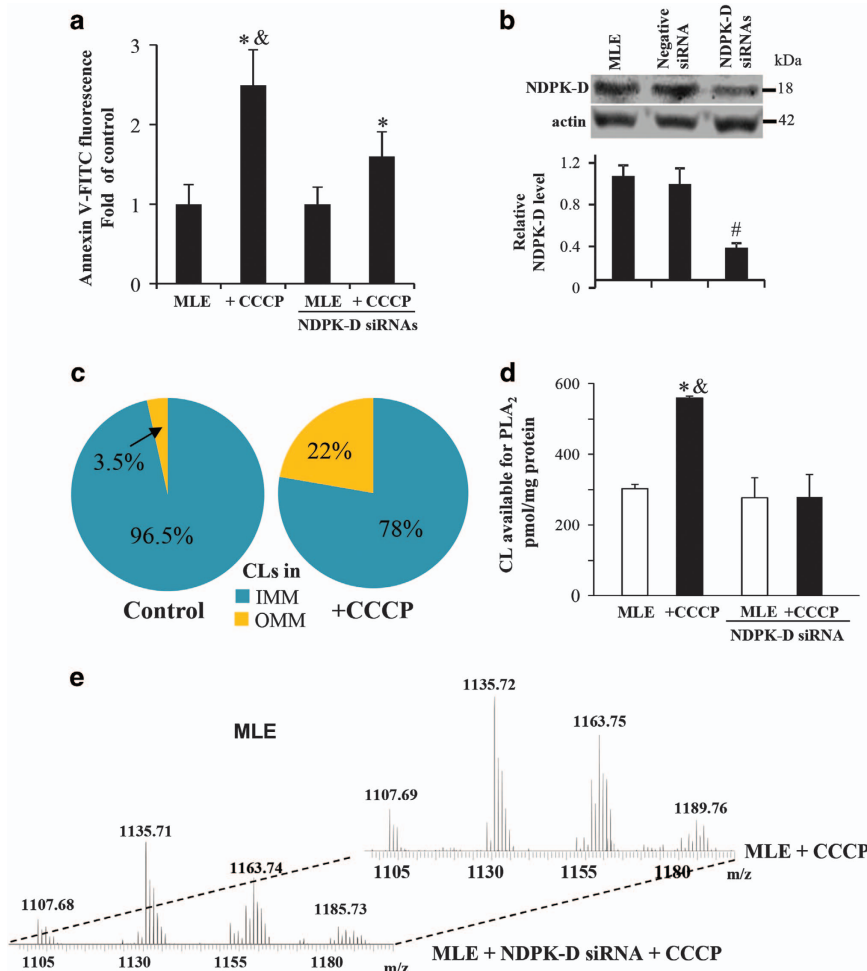 a
Annexin V-FITC fluorescence
Fold of control
4
3
2
1
0
* &
*
MLE
+ CCCP
MLE
+ CCCP
NDPK-D siRNAs
b
MLE
Negative
siRNA
NDPK-D
siRNAs
kDa
NDPK-D
18
actin
42
Relative
NDPK-D level
1.2
0.8
0.4
0
#
c
3.5%
96.5%
Control
22%
78%
+CCCP
CLs in
IMM
OMM
d
CL available for PLA2
pmol/mg protein
600
400
300
200
0
* &
MLE
+CCCP
MLE
+CCCP
NDPK-D siRNA
e
MLE
1135.72
1163.75
1107.69
1189.76
1105
1130
1155
1180
m/z
MLE + CCCP
1135.71
1163.74
1107.68
1185.73
1105
1130
1155
1180
m/z
MLE + NDPK-D siRNA + CCCP